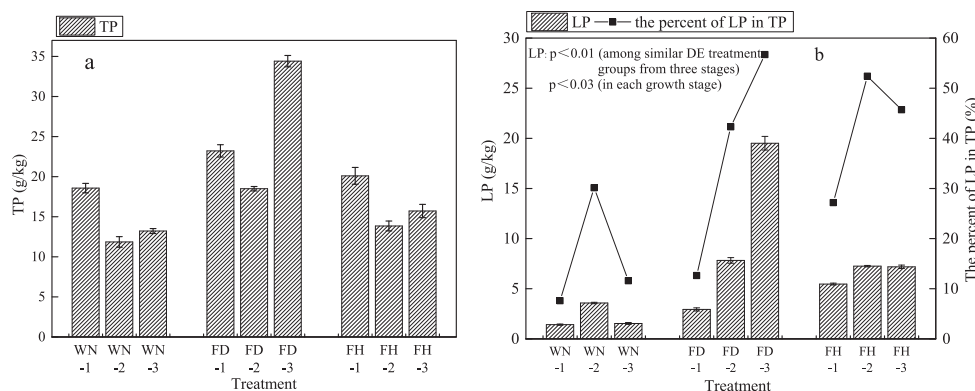 TP
a
35
30
25
20
15
10
5
0
TP (g/kg)
WN WN WN FD FD FD FH FH FH
-1 -2 -3 -1 -2 -3 -1 -2 -3
Treatment
LP the percent of LP in TP
LP: p<0.01 (among similar DE treatment
groups from three stages)
p<0.03 (in each growth stage)
b
30
25
20
15
10
5
0
LP (g/kg)
60
50
40
30
20
10
0
The percent of LP in TP (%)
WN WN WN FD FD FD FH FH FH
-1 -2 -3 -1 -2 -3 -1 -2 -3
Treatment